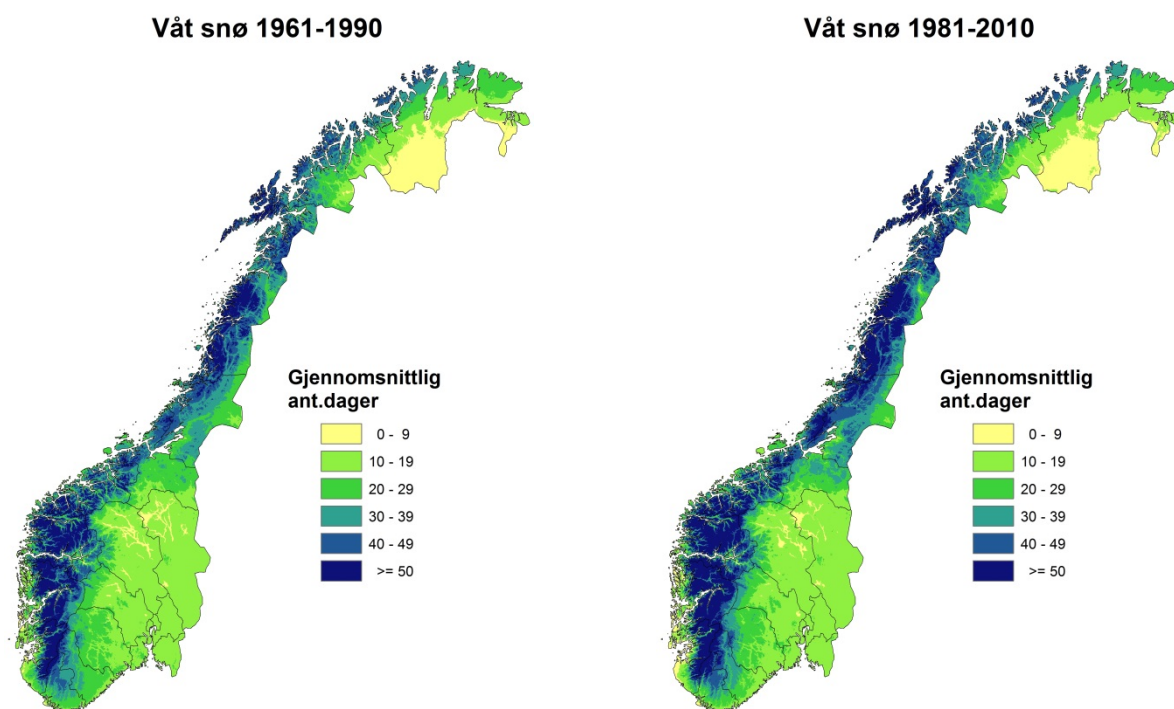 Våt snø 1961-1990
Gjennomsnittlig
ant.dager
0 - 9
10 - 19
20 - 29
30 - 39
40 - 49
>= 50
Våt snø 1981-2010
Gjennomsnittlig
ant.dager
0 - 9
10 - 19
20 - 29
30 - 39
40 - 49
>= 50